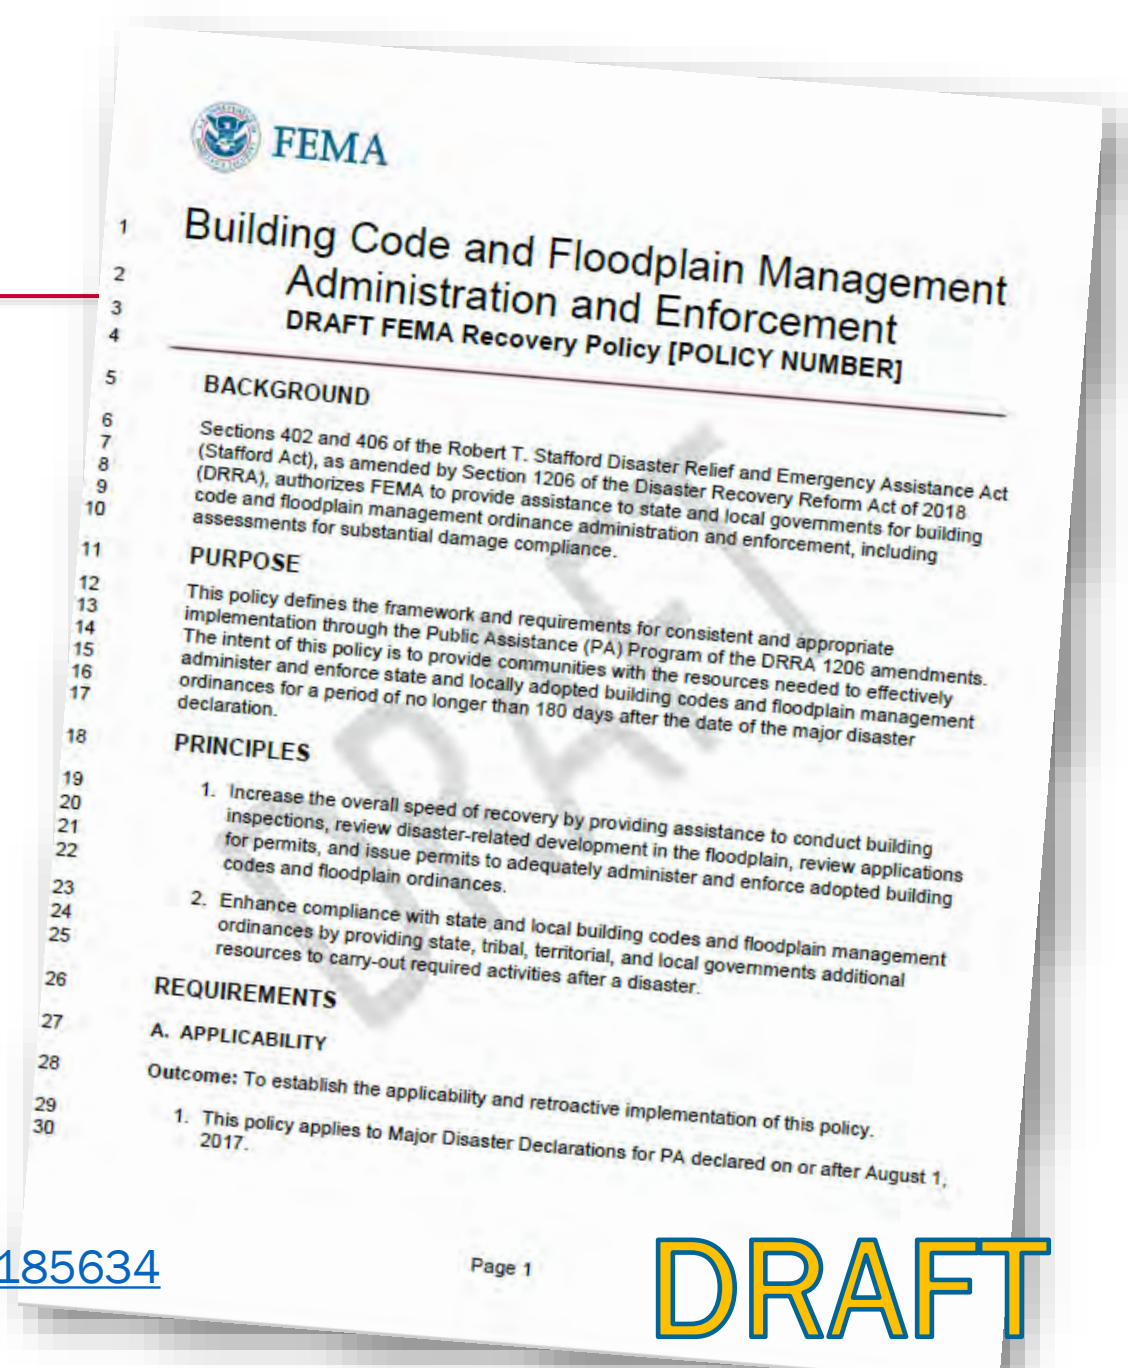 FEMA
1 Building Code and Floodplain Management
2 Administration and Enforcement
3 DRAFT FEMA Recovery Policy [POLICY NUMBER]
4
5 BACKGROUND
6 Sections 402 and 406 of the Robert T. Stafford Disaster Relief and Emergency Assistance Act
7 (Stafford Act), as amended by Section 1206 of the Disaster Recovery Reform Act of 2018
8 (DRRA), authorizes FEMA to provide assistance to state and local governments for building
9 code and floodplain management ordinance administration and enforcement, including
10 assessments for substantial damage compliance.
11 PURPOSE
12 This policy defines the framework and requirements for consistent and appropriate
13 implementation through the Public Assistance (PA) Program of the DRRA 1206 amendments.
14 The intent of this policy is to provide communities with the resources needed to effectively
15 administer and enforce state and locally adopted building codes and floodplain management
16 ordinances for a period of no longer than 180 days after the date of the major disaster
17 declaration.
18 PRINCIPLES
19 1. Increase the overall speed of recovery by providing assistance to conduct building
20 inspections, review disaster-related development in the floodplain, review applications
21 for permits, and issue permits to adequately administer and enforce adopted building
22 codes and floodplain ordinances.
23 2. Enhance compliance with state and local building codes and floodplain management
24 ordinances by providing state, tribal, territorial, and local governments additional
25 resources to carry-out required activities after a disaster.
26 REQUIREMENTS
27 A. APPLICABILITY
28 Outcome: To establish the applicability and retroactive implementation of this policy.
29 1. This policy applies to Major Disaster Declarations for PA declared on or after August 1,
30 2017.
DRAFT
185634
Page 1
DRAFT